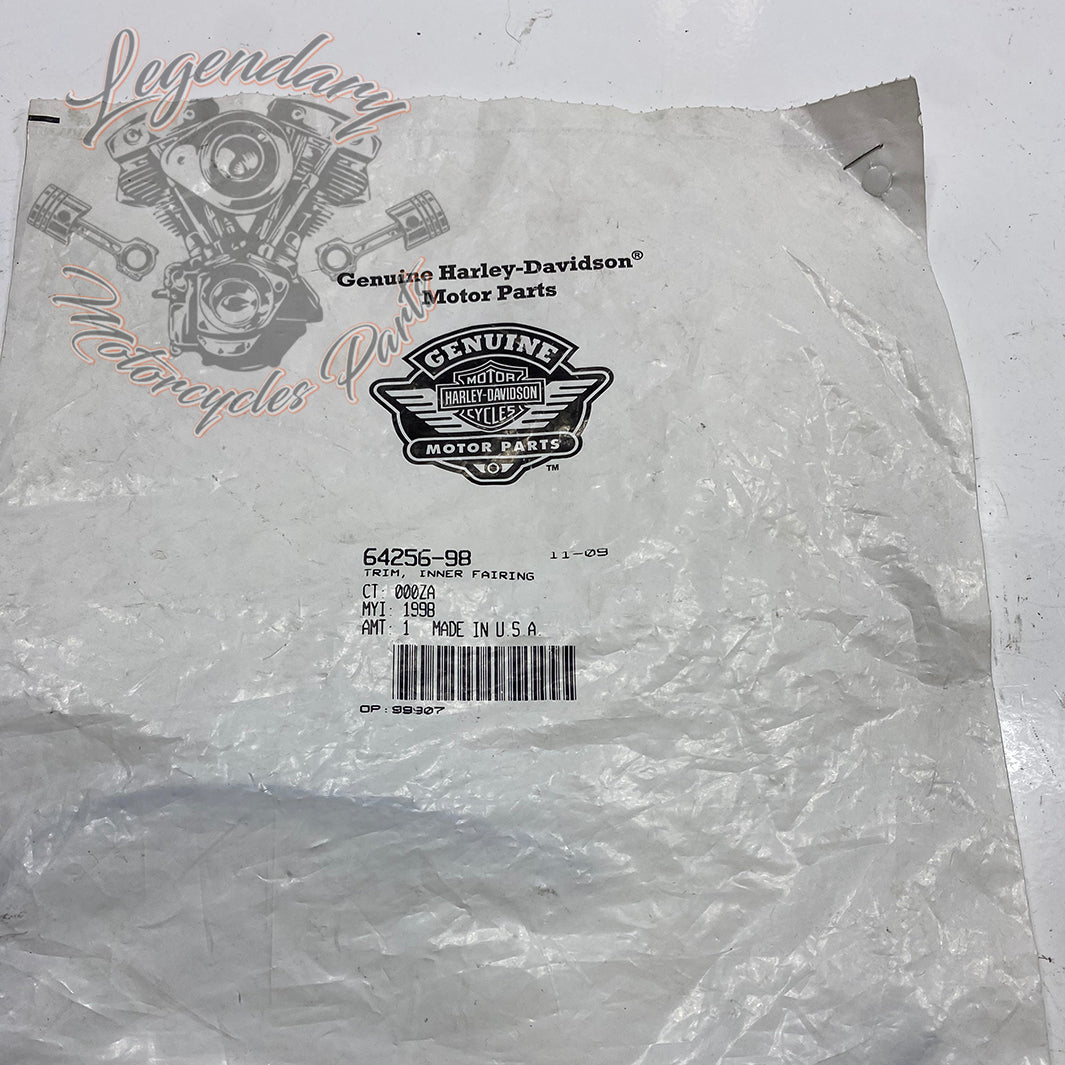 Legendary
Motorcycles Parts
Genuine Harley-Davidson®
Motor Parts
GENUINE
MOTOR
HARLEY-DAVIDSON
CYCLES
MOTOR PARTS
TM
64256-98 11-09
TRIM, INNER FAIRING
CT: 000ZA
MYI: 1998
AMT: 1 MADE IN U.S.A.
OP: 99907